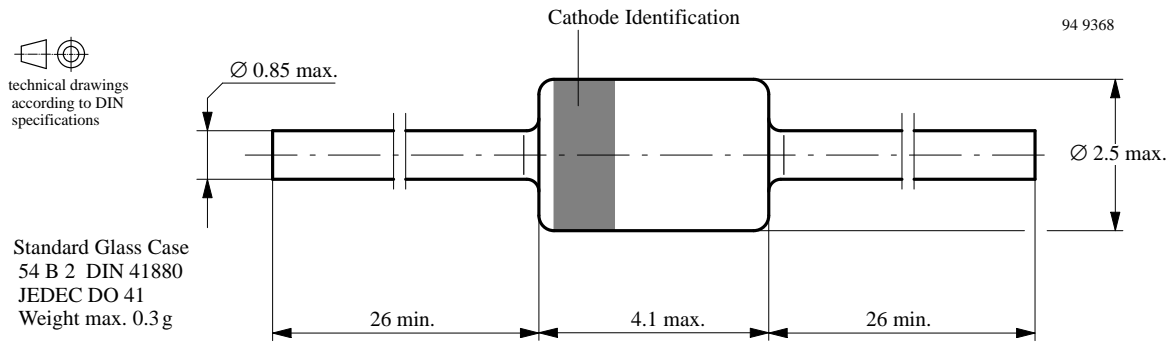 Cathode Identification
94 9368
∅ 0.85 max.
technical drawings
according to DIN
specifications
∅ 2.5 max.
Standard Glass Case
54 B 2 DIN 41880
JEDEC DO 41
Weight max. 0.3 g
26 min.
4.1 max.
26 min.